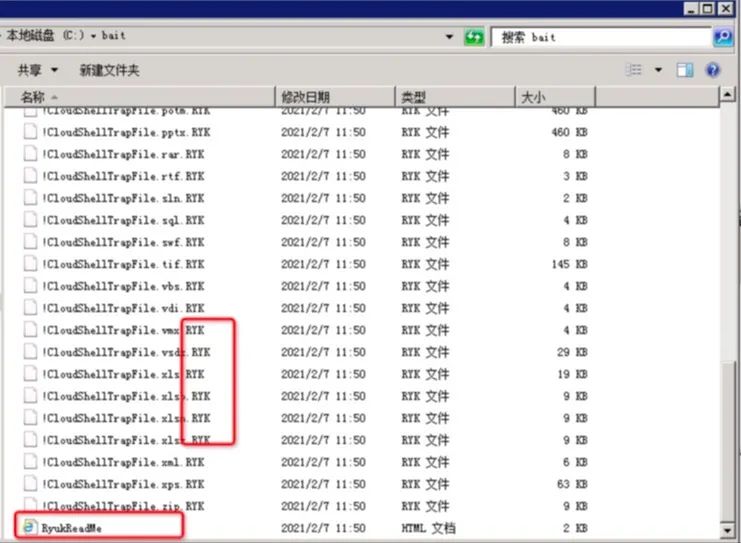 本地磁盘 (C:) ▾ bait 搜索 bait
共享 ▾ 新建文件夹
名称 修改日期 类型 大小
!CloudShellTrapFile.potm.RYK 2021/2/7 11:50 RYK 文件 460 KB
!CloudShellTrapFile.pptx.RYK 2021/2/7 11:50 RYK 文件 460 KB
!CloudShellTrapFile.rar.RYK 2021/2/7 11:50 RYK 文件 8 KB
!CloudShellTrapFile.rtf.RYK 2021/2/7 11:50 RYK 文件 3 KB
!CloudShellTrapFile.sln.RYK 2021/2/7 11:50 RYK 文件 2 KB
!CloudShellTrapFile.sql.RYK 2021/2/7 11:50 RYK 文件 4 KB
!CloudShellTrapFile.swf.RYK 2021/2/7 11:50 RYK 文件 8 KB
!CloudShellTrapFile.tif.RYK 2021/2/7 11:50 RYK 文件 145 KB
!CloudShellTrapFile.vbs.RYK 2021/2/7 11:50 RYK 文件 4 KB
!CloudShellTrapFile.vdi.RYK 2021/2/7 11:50 RYK 文件 4 KB
!CloudShellTrapFile.vmx.RYK 2021/2/7 11:50 RYK 文件 4 KB
2021/2/7 11:50 RYK 文件 29 KB
!CloudShellTrapFile.xls.RYK 2021/2/7 11:50 RYK 文件 19 KB
2021/2/7 11:50 RYK 文件 9 KB
2021/2/7 11:50 RYK 文件 9 KB
2021/2/7 11:50 RYK 文件 9 KB
!CloudShellTrapFile.xml.RYK 2021/2/7 11:50 RYK 文件 6 KB
!CloudShellTrapFile.xps.RYK 2021/2/7 11:50 RYK 文件 63 KB
!CloudShellTrapFile.zip.RYK 2021/2/7 11:50 RYK 文件 9 KB
RyukReadMe 2021/2/7 11:50 HTML 文档 2 KB